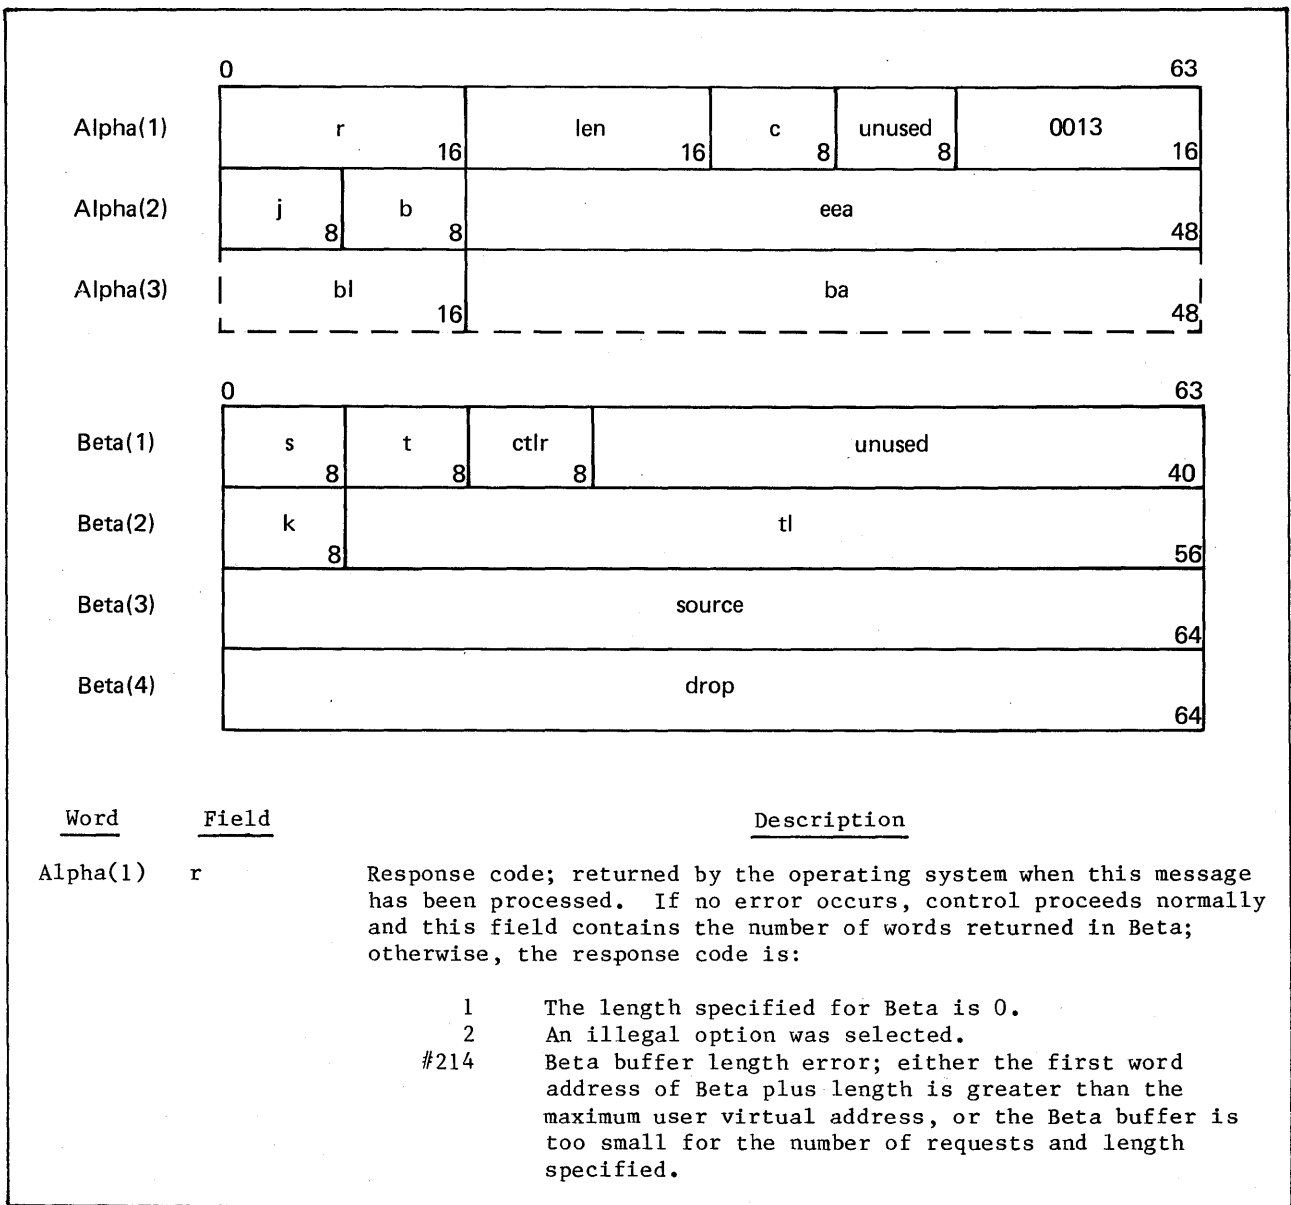 0 63
Alpha(1) r 16 len 16 c 8 unused 8 0013 16
Alpha(2) j 8 b 8 eea 48
Alpha(3) bl 16 ba 48
0 63
Beta(1) s 8 t 8 ctlr 8 unused 40
Beta(2) k 8 tl 56
Beta(3) source 64
Beta(4) drop 64
Word Field Description
Alpha(1) r Response code; returned by the operating system when this message
has been processed. If no error occurs, control proceeds normally
and this field contains the number of words returned in Beta;
otherwise, the response code is:
1 The length specified for Beta is 0.
2 An illegal option was selected.
#214 Beta buffer length error; either the first word
address of Beta plus length is greater than the
maximum user virtual address, or the Beta buffer is
too small for the number of requests and length
specified.